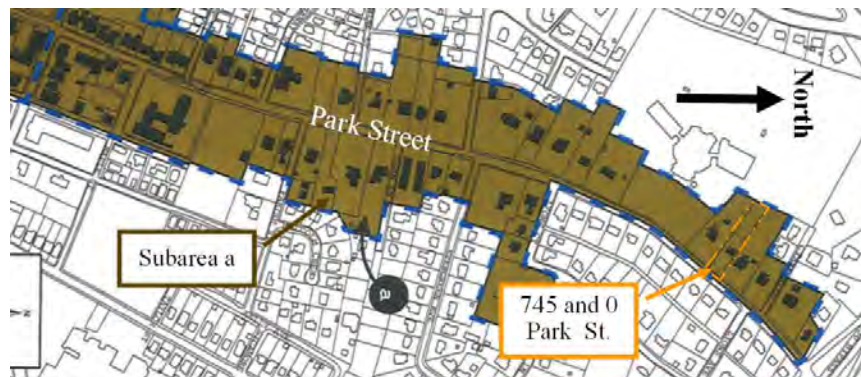 North
Park Street
Subarea a
a
745 and 0
Park St.